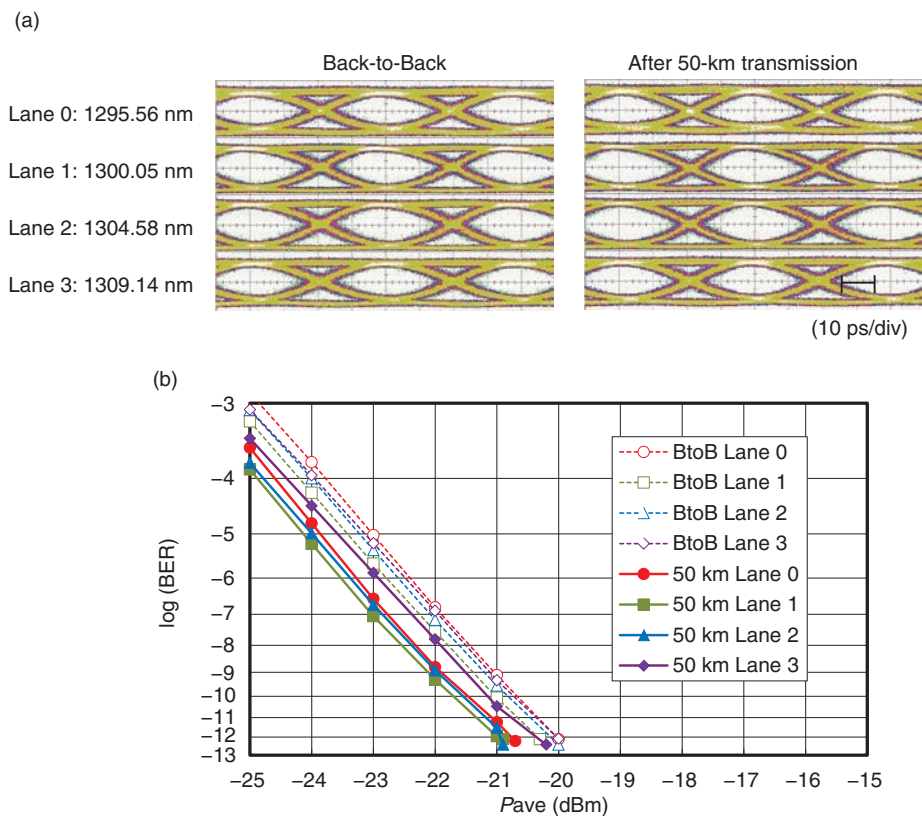 (a)
Back-to-Back
After 50-km transmission
Lane 0: 1295.56 nm
Lane 1: 1300.05 nm
Lane 2: 1304.58 nm
Lane 3: 1309.14 nm
(10 ps/div)
(b)
log (BER)
−3
−4
−5
−6
−7
−8
−9
−10
−11
−12
−13
BtoB Lane 0
BtoB Lane 1
BtoB Lane 2
BtoB Lane 3
50 km Lane 0
50 km Lane 1
50 km Lane 2
50 km Lane 3
−25 −24 −23 −22 −21 −20 −19 −18 −17 −16 −15
Pave (dBm)